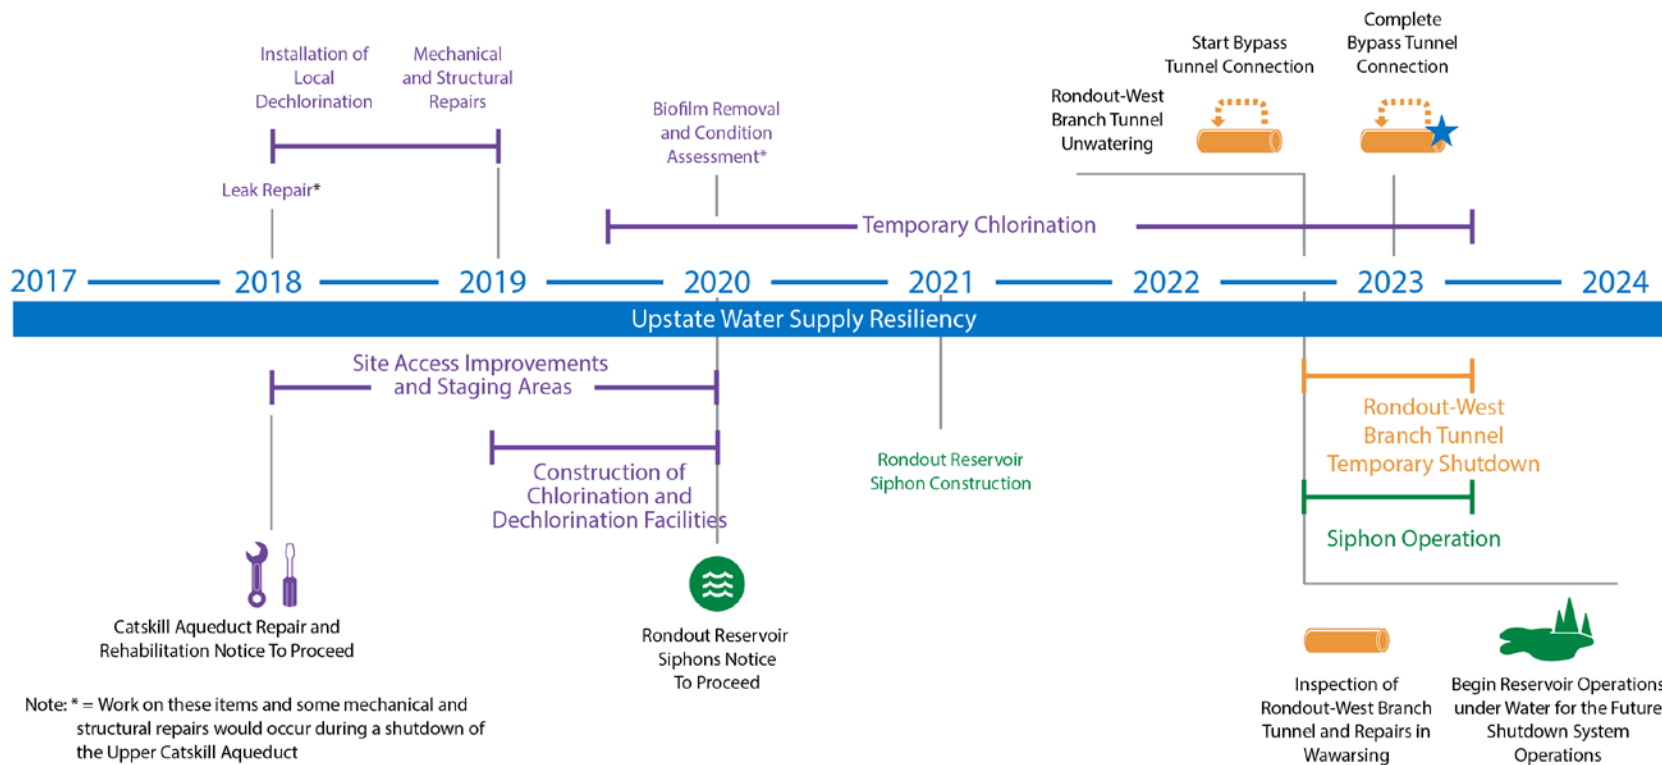 Installation of
Local
Dechlorination
Mechanical
and Structural
Repairs
Leak Repair*
Biofilm Removal
and Condition
Assessment*
Rondout-West
Branch Tunnel
Unwatering
Start Bypass
Tunnel Connection
Complete
Bypass Tunnel
Connection
Temporary Chlorination
2017
2018
2019
2020
2021
2022
2023
2024
Upstate Water Supply Resiliency
Site Access Improvements
and Staging Areas
Construction of
Chlorination and
Dechlorination Facilities
Rondout Reservoir
Siphon Construction
Rondout-West
Branch Tunnel
Temporary Shutdown
Siphon Operation
Catskill Aqueduct Repair and
Rehabilitation Notice To Proceed
Rondout Reservoir
Siphons Notice
To Proceed
Inspection of
Rondout-West Branch
Tunnel and Repairs in
Wawarsing
Begin Reservoir Operations
under Water for the Future
Shutdown System
Operations
Note: * = Work on these items and some mechanical and
structural repairs would occur during a shutdown of
the Upper Catskill Aqueduct